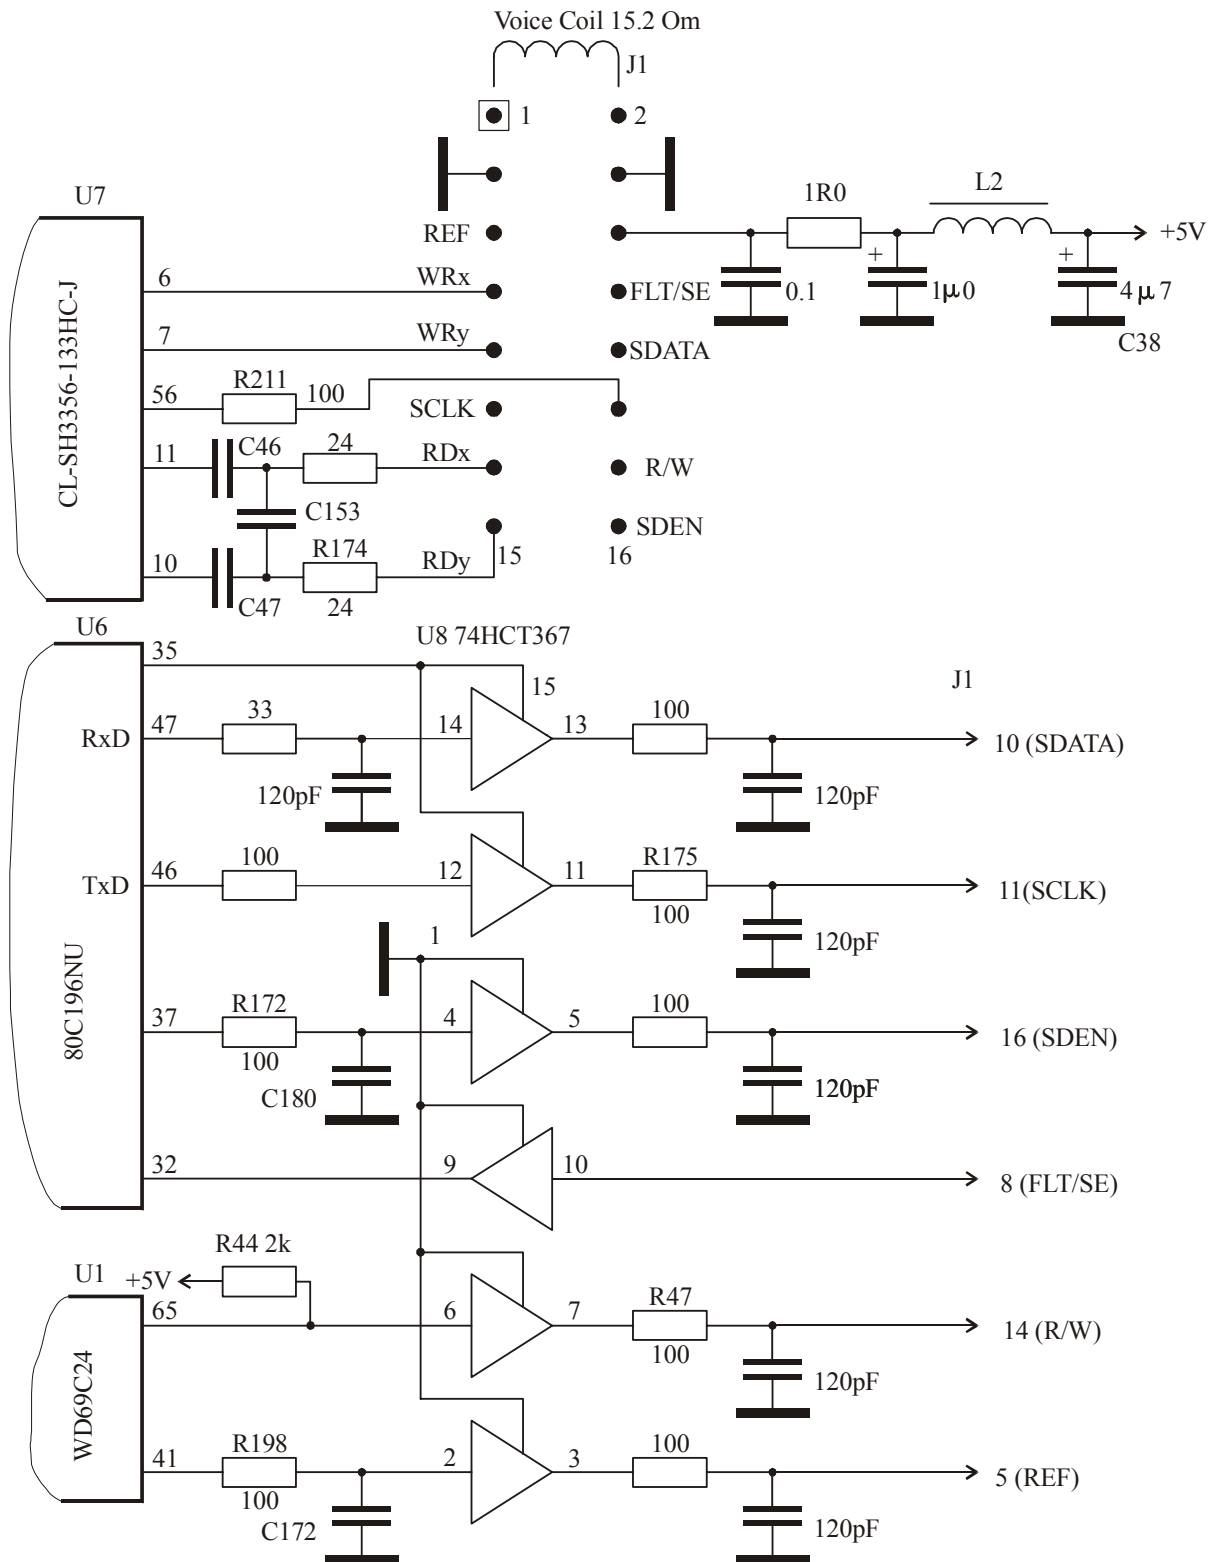 Voice Coil 15.2 Om
J1
1 2
U7
1R0 L2
REF +5V
6 WRx FLT/SE 0.1 + 1µ0 + 4µ7
CL-SH3356-133HC-J
7 WRy SDATA C38
56 R211 100 SCLK
11 C46 24 RDx R/W
C153 SDEN
10 R174 RDy 15 16
C47 24
U6 U8 74HCT367
35 15 J1
RxD 47 33 14 13 100 10 (SDATA)
120pF 120pF
TxD 46 100 12 11 R175 11(SCLK)
100
120pF
80C196NU
1
37 R172 4 5 100 16 (SDEN)
100
C180 120pF
32 9 10 8 (FLT/SE)
R44 2k
U1 +5V
65 6 7 R47 14 (R/W)
100
120pF
WD69C24
41 R198 2 3 100 5 (REF)
100
C172 120pF